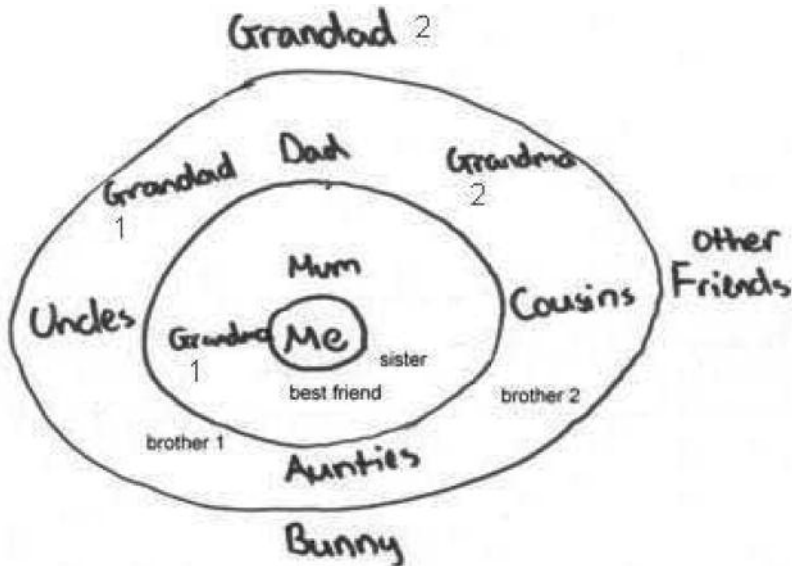 Grandad 2
Dad
Grandad
1
Grandma
2
Other
Friends
Mum
Uncles
Cousins
Grandma
1
Me
sister
best friend
brother 2
brother 1
Aunties
Bunny